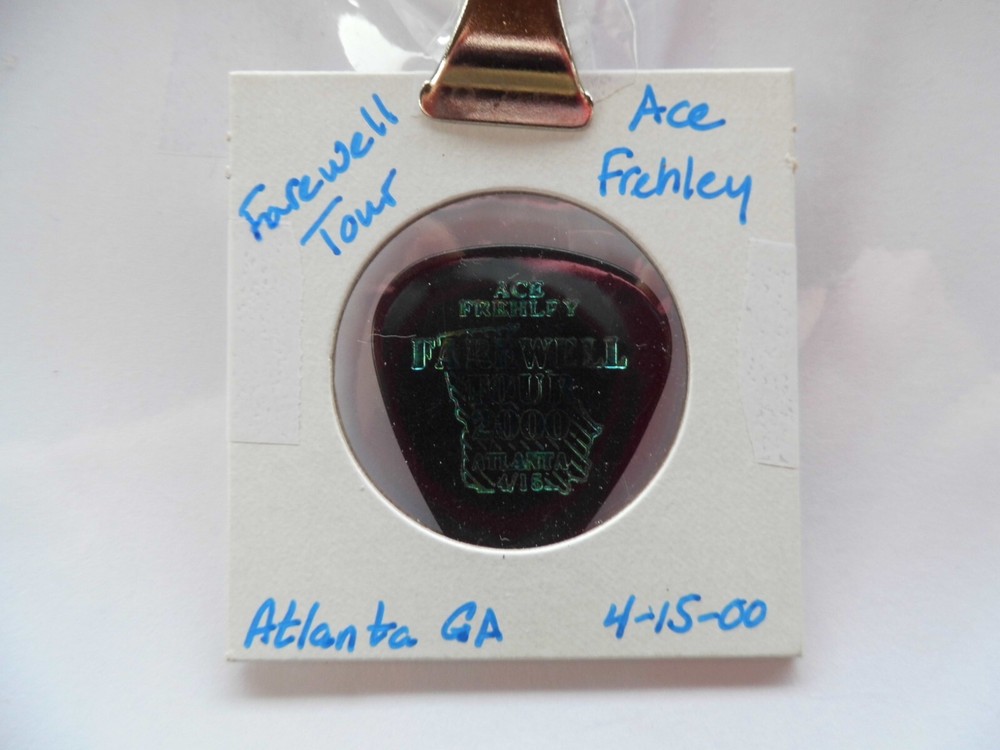 Farewell
Tour
Ace
Frehley
ACE
FREHLEY
FAREWELL
TOUR
2000
ATLANTA
4/15
Atlanta GA
4-15-00